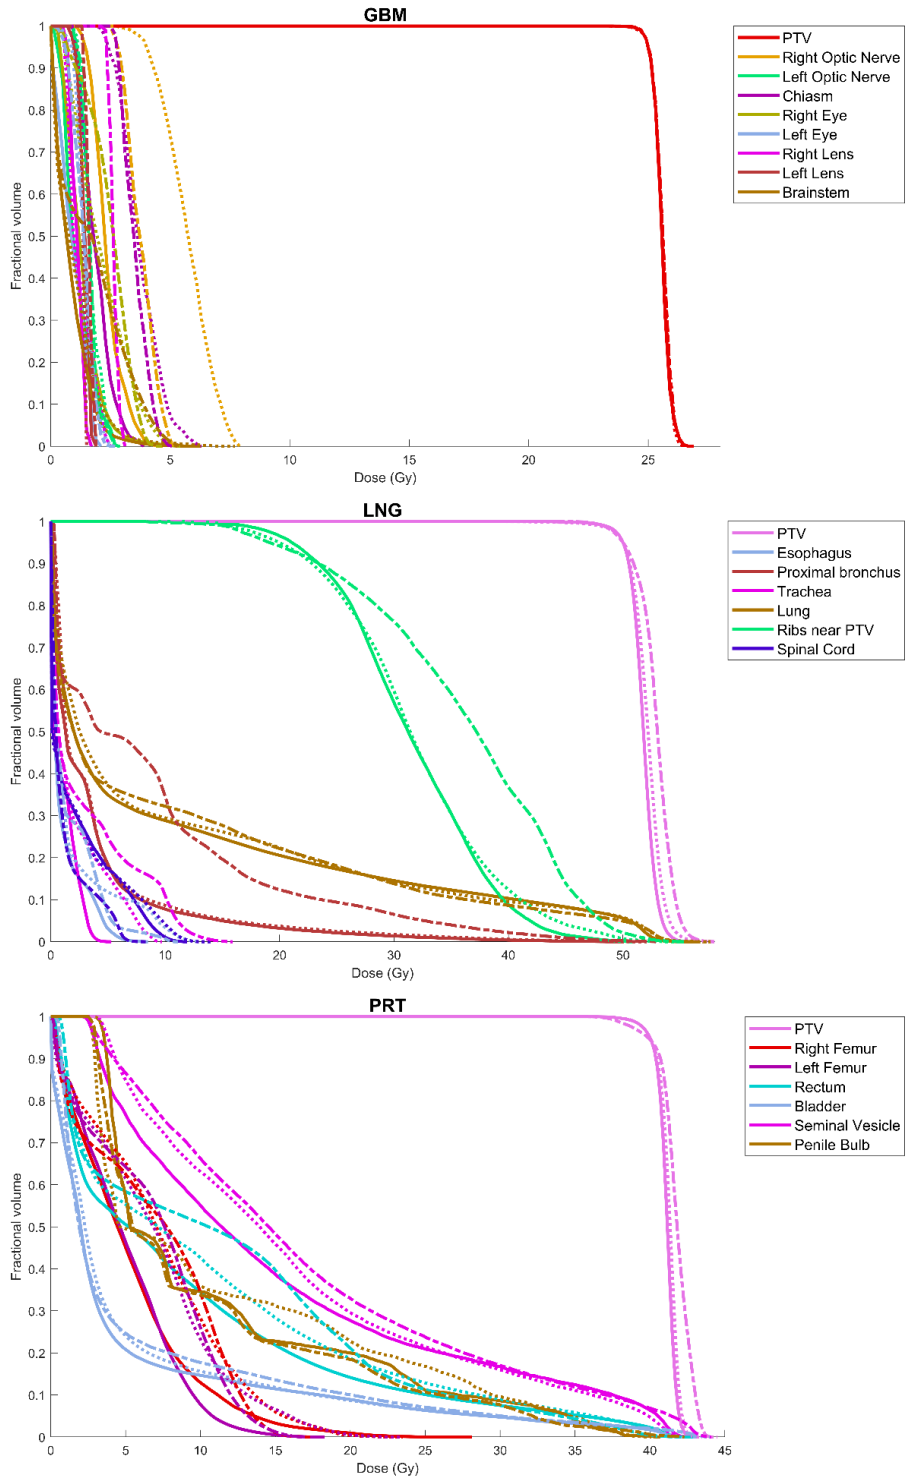 GBM
1
0.9
0.8
0.7
0.6
0.5
0.4
0.3
0.2
0.1
0
Fractional volume
0 5 10 15 20 25
Dose (Gy)
PTV
Right Optic Nerve
Left Optic Nerve
Chiasm
Right Eye
Left Eye
Right Lens
Left Lens
Brainstem
LNG
1
0.9
0.8
0.7
0.6
0.5
0.4
0.3
0.2
0.1
0
Fractional volume
0 10 20 30 40 50
Dose (Gy)
PTV
Esophagus
Proximal bronchus
Trachea
Lung
Ribs near PTV
Spinal Cord
PRT
1
0.9
0.8
0.7
0.6
0.5
0.4
0.3
0.2
0.1
0
Fractional volume
0 5 10 15 20 25 30 35 40 45
Dose (Gy)
PTV
Right Femur
Left Femur
Rectum
Bladder
Seminal Vesicle
Penile Bulb